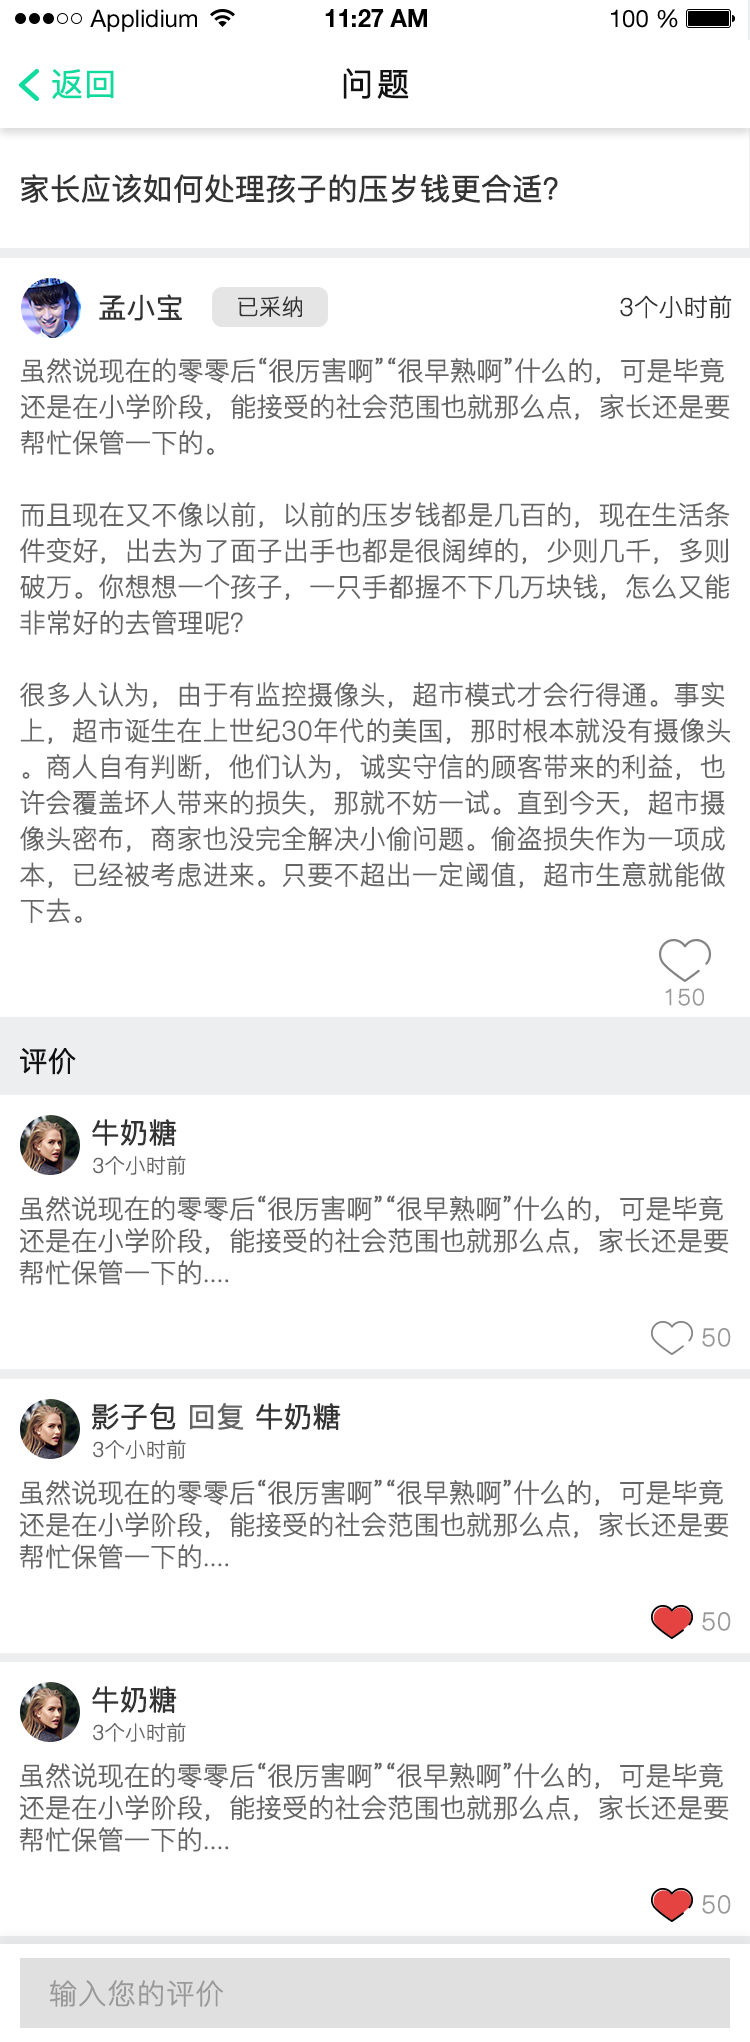 Applidium 11:27 AM 100 %
返回 问题
家长应该如何处理孩子的压岁钱更合适?
孟小宝 已采纳 3个小时前
虽然说现在的零零后“很厉害啊”“很早熟啊”什么的，可是毕竟
还是在小学阶段，能接受的社会范围也就那么点，家长还是要
帮忙保管一下的。
而且现在又不像以前，以前的压岁钱都是几百的，现在生活条
件变好，出去为了面子出手也都是很阔绰的，少则几千，多则
破万。你想想一个孩子，一只手都握不下几万块钱，怎么又能
非常好的去管理呢?
很多人认为，由于有监控摄像头，超市模式才会行得通。事实
上，超市诞生在上世纪30年代的美国，那时根本就没有摄像头
。商人自有判断，他们认为，诚实守信的顾客带来的利益，也
许会覆盖坏人带来的损失，那就不妨一试。直到今天，超市摄
像头密布，商家也没完全解决小偷问题。偷盗损失作为一项成
本，已经被考虑进来。只要不超出一定阈值，超市生意就能做
下去。
150
评价
牛奶糖
3个小时前
虽然说现在的零零后“很厉害啊”“很早熟啊”什么的，可是毕竟
还是在小学阶段，能接受的社会范围也就那么点，家长还是要
帮忙保管一下的....
50
影子包 回复 牛奶糖
3个小时前
虽然说现在的零零后“很厉害啊”“很早熟啊”什么的，可是毕竟
还是在小学阶段，能接受的社会范围也就那么点，家长还是要
帮忙保管一下的....
50
牛奶糖
3个小时前
虽然说现在的零零后“很厉害啊”“很早熟啊”什么的，可是毕竟
还是在小学阶段，能接受的社会范围也就那么点，家长还是要
帮忙保管一下的....
50
输入您的评价